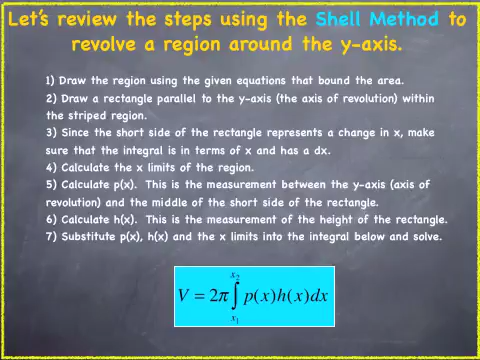 Let's review the steps using the Shell Method to
revolve a region around the y-axis.
1) Draw the region using the given equations that bound the area.
2) Draw a rectangle parallel to the y-axis (the axis of revolution) within
the striped region.
3) Since the short side of the rectangle represents a change in x, make
sure that the integral is in terms of x and has a dx.
4) Calculate the x limits of the region.
5) Calculate p(x).  This is the measurement between the y-axis (axis of
revolution) and the middle of the short side of the rectangle.
6) Calculate h(x).  This is the measurement of the height of the rectangle.
7) Substitute p(x), h(x) and the x limits into the integral below and solve.
V = 2π ∫_{x₁}^{x₂} p(x)h(x)dx